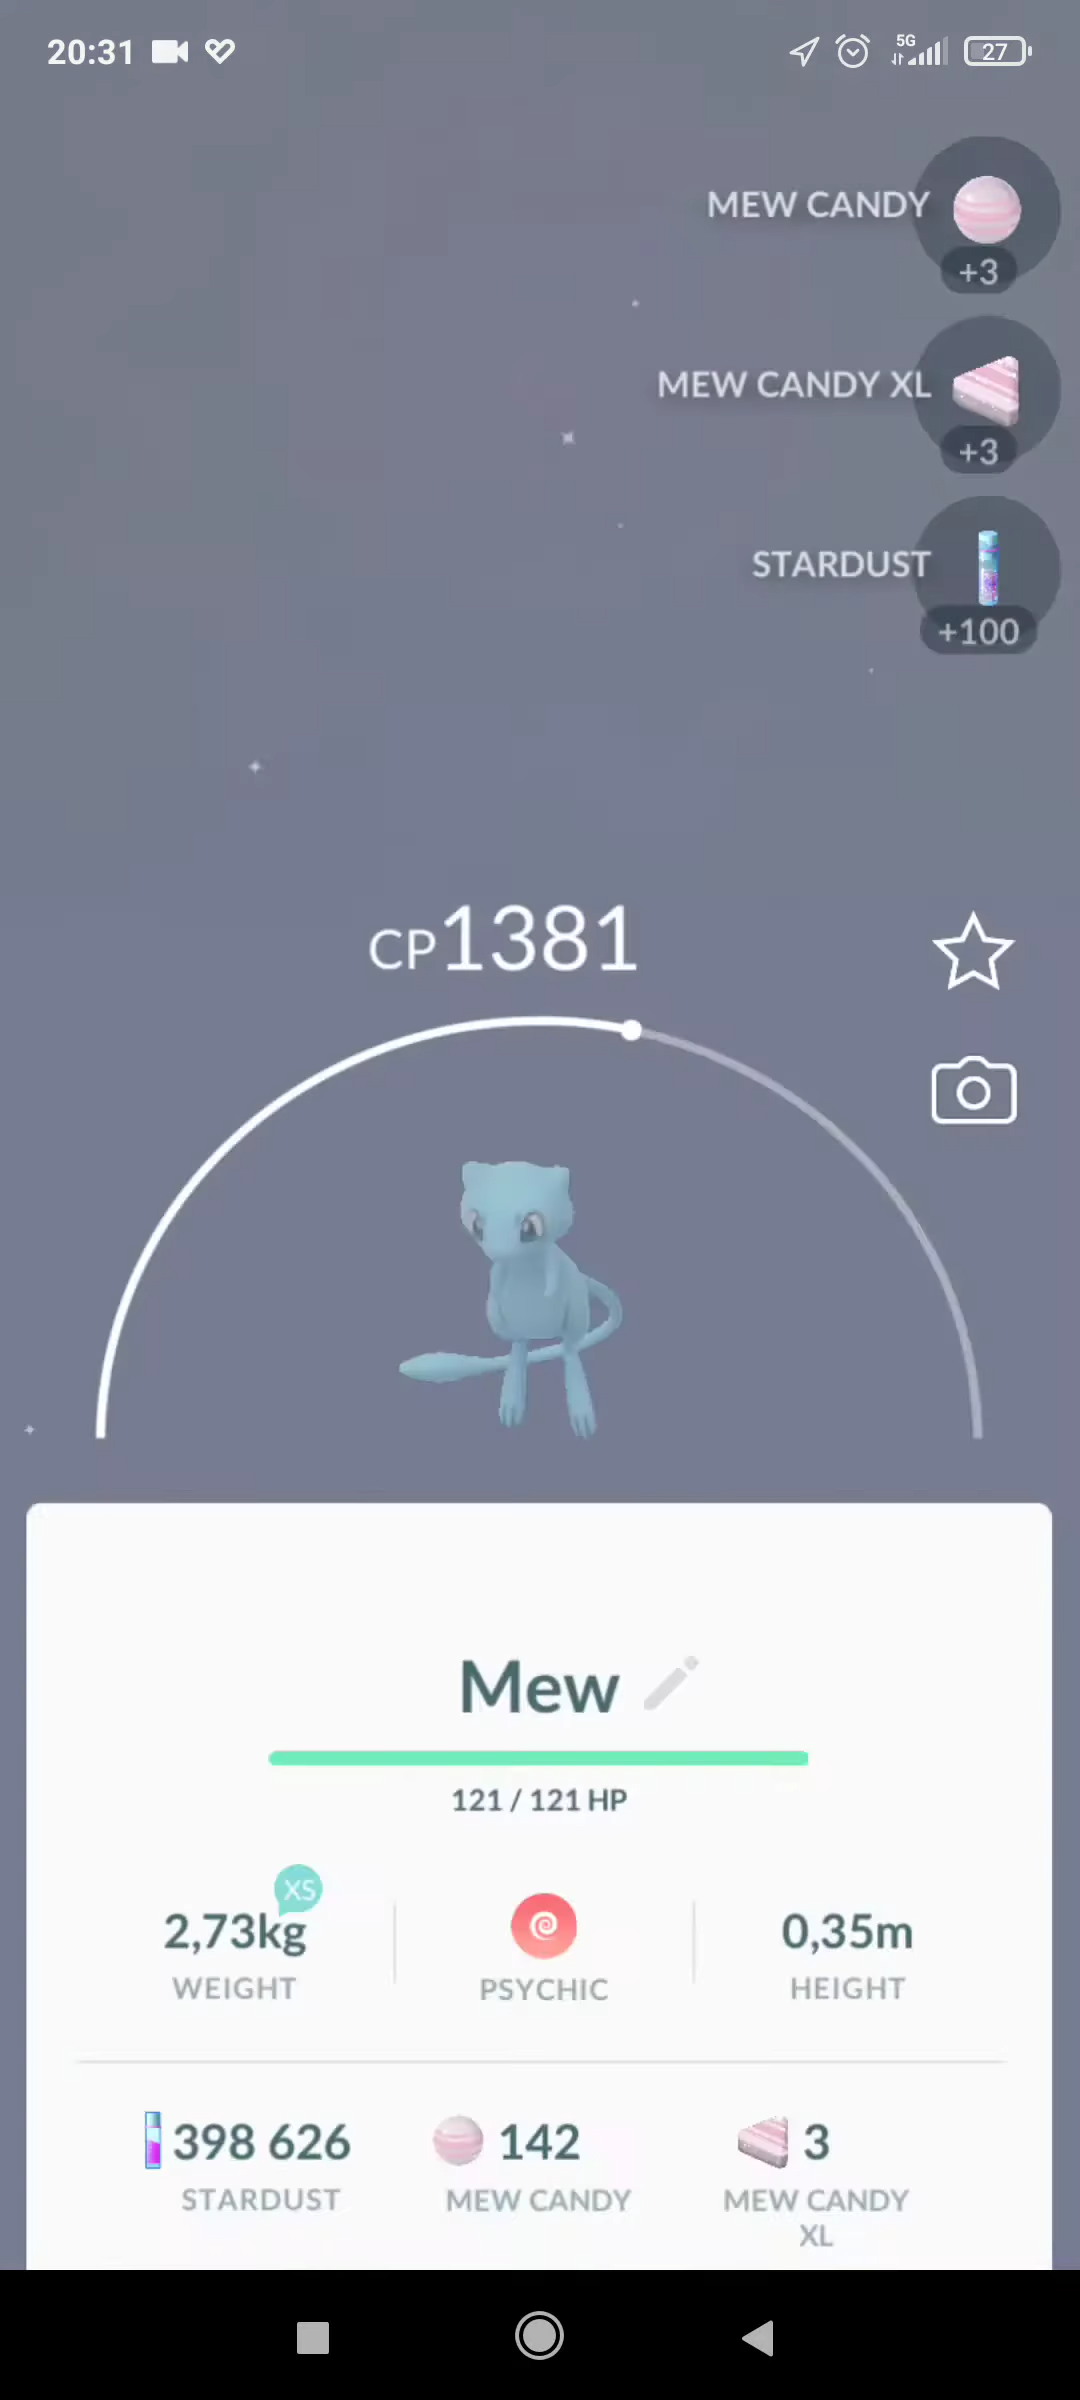 20:31
5G
27
MEW CANDY
+3
MEW CANDY XL
+3
STARDUST
+100
CP1381
Mew
121 / 121 HP
XS
2,73kg
WEIGHT
PSYCHIC
0,35m
HEIGHT
398 626
STARDUST
142
MEW CANDY
3
MEW CANDY
XL